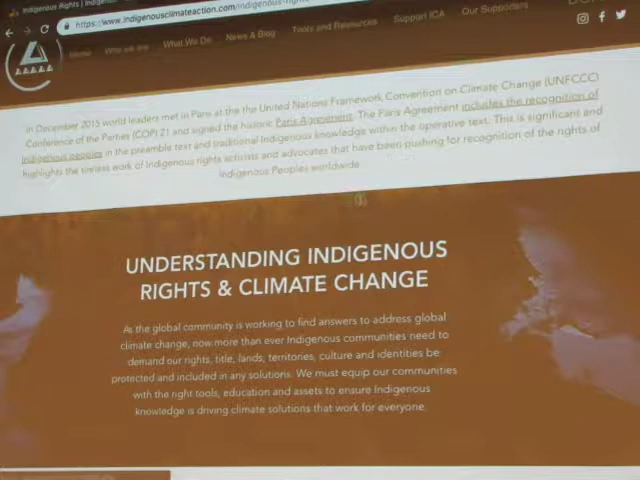 Indigenous Rights | Indigen
https://www.indigenousclimateaction.com/indigenous-righ
Home Who we are What We Do News & Blog Tools and Resources Support ICA Our Supporters
In December 2015 world leaders met in Paris at the the United Nations Framework Convention on Climate Change (UNFCCC)
Conference of the Parties (COP) 21 and signed the historic Paris Agreement. The Paris Agreement includes the recognition of
Indigenous peoples in the preamble text and traditional Indigenous knowledge within the operative text. This is significant and
highlights the tireless work of Indigenous rights activists and advocates that have been pushing for recognition of the rights of
Indigenous Peoples worldwide.
UNDERSTANDING INDIGENOUS
RIGHTS & CLIMATE CHANGE
As the global community is working to find answers to address global
climate change, now more than ever Indigenous communities need to
demand our rights, title, lands, territories, culture and identities be
protected and included in any solutions. We must equip our communities
with the right tools, education and assets to ensure Indigenous
knowledge is driving climate solutions that work for everyone.